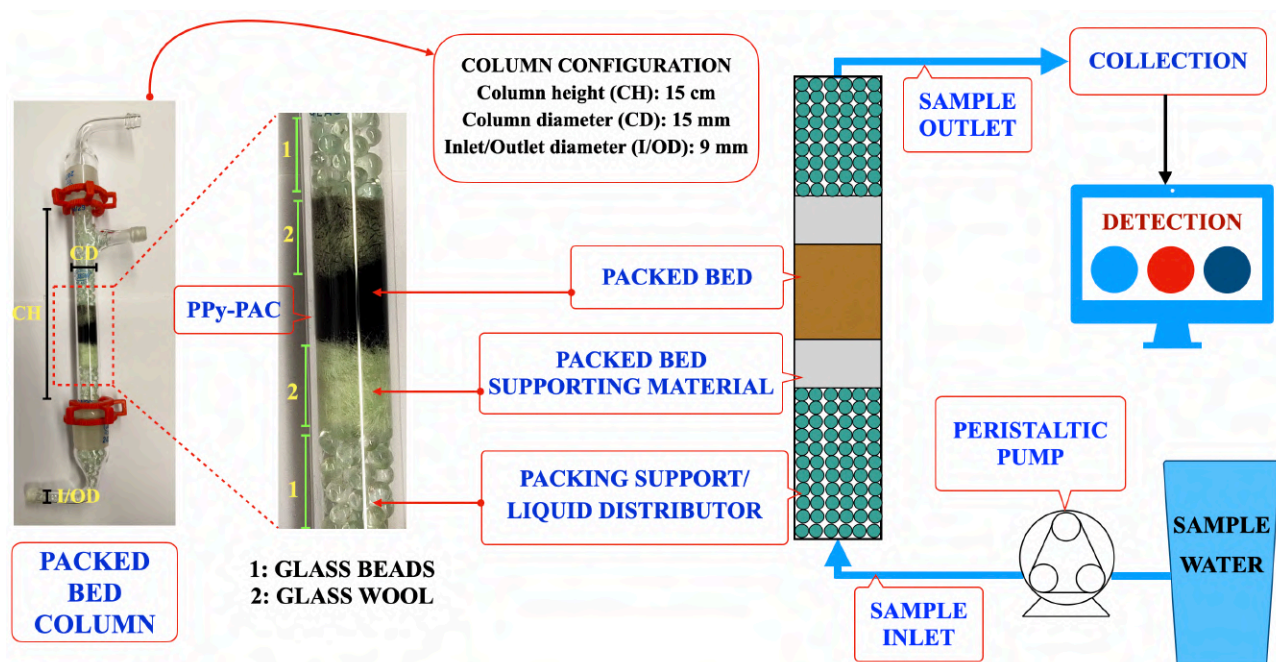 COLUMN CONFIGURATION
Column height (CH): 15 cm
Column diameter (CD): 15 mm
Inlet/Outlet diameter (I/OD): 9 mm
COLLECTION
SAMPLE
OUTLET
DETECTION
1
2
CD
CH
PPy-PAC
PACKED BED
2
PACKED BED
SUPPORTING MATERIAL
1
PACKING SUPPORT/
LIQUID DISTRIBUTOR
PERISTALTIC
PUMP
I/OD
SAMPLE
WATER
PACKED
BED
COLUMN
1: GLASS BEADS
2: GLASS WOOL
SAMPLE
INLET